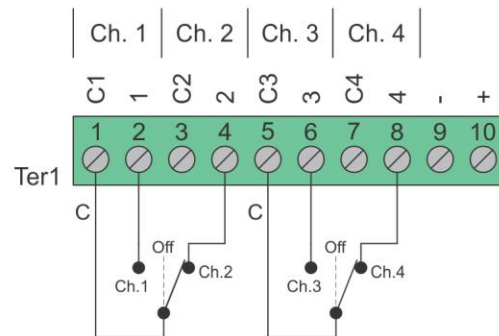 Ch. 1 Ch. 2 Ch. 3 Ch. 4
C1 1 C2 2 C3 3 C4 4 - +
1 2 3 4 5 6 7 8 9 10
Ter1
C C
Off Off
Ch.1 Ch.2 Ch.3 Ch.4